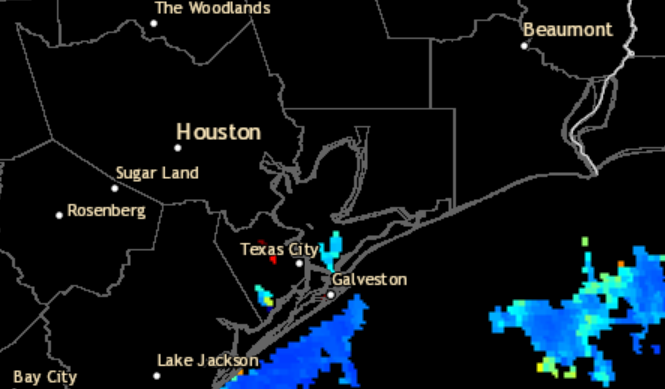 The Woodlands
Beaumont
Houston
Sugar Land
Rosenberg
Texas City
Galveston
Lake Jackson
Bay City